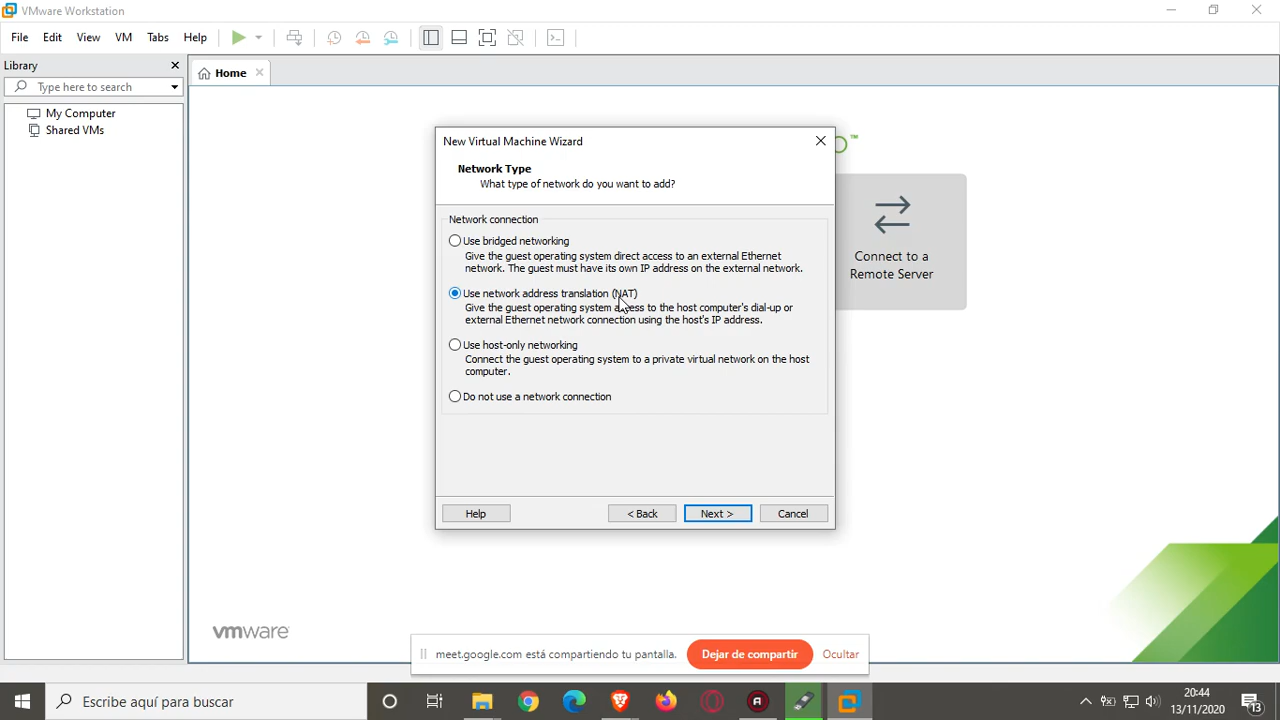 VMware Workstation
File Edit View VM Tabs Help
Library
Type here to search
My Computer
Shared VMs
Home
™
New Virtual Machine Wizard
Network Type
What type of network do you want to add?
Network connection
Use bridged networking
Give the guest operating system direct access to an external Ethernet
network. The guest must have its own IP address on the external network.
Use network address translation (NAT)
Give the guest operating system access to the host computer's dial-up or
external Ethernet network connection using the host's IP address.
Use host-only networking
Connect the guest operating system to a private virtual network on the host
computer.
Do not use a network connection
Help < Back Next > Cancel
Connect to a
Remote Server
vmware
meet.google.com está compartiendo tu pantalla. Dejar de compartir Ocultar
Escribe aquí para buscar
20:44
13/11/2020
13